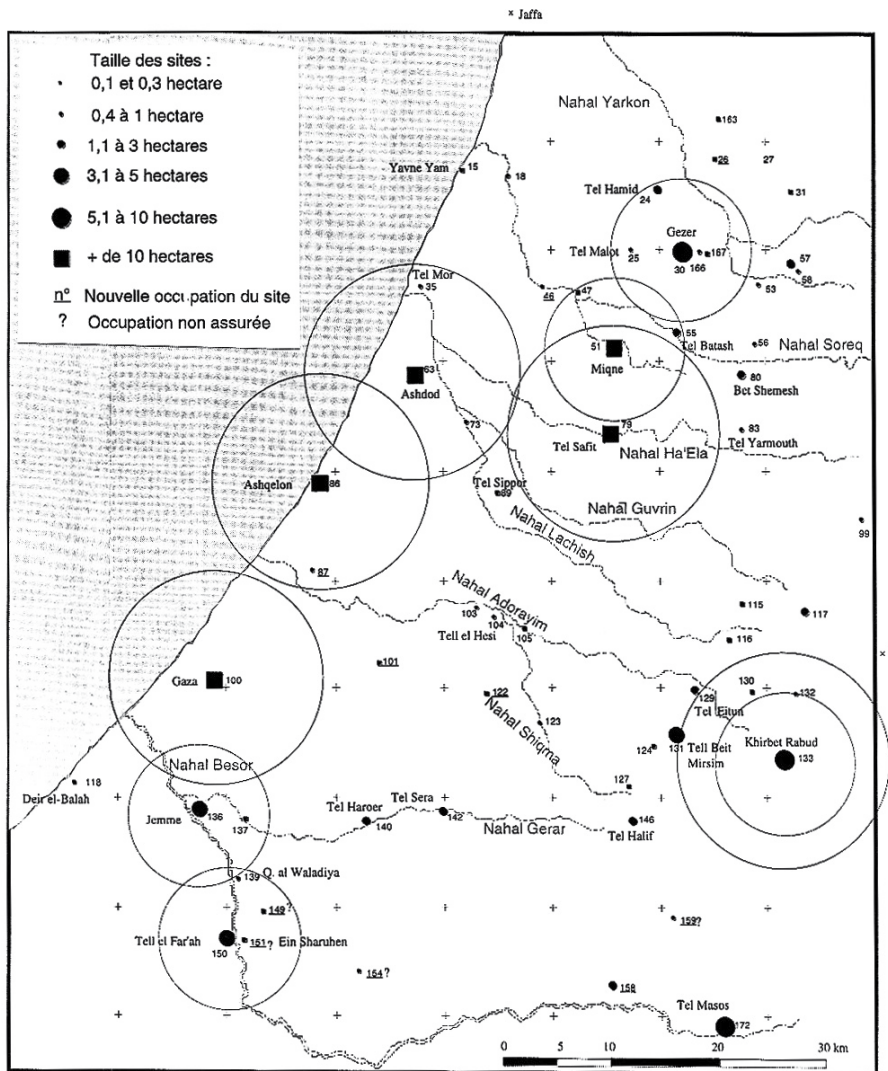 × Jaffa
Taille des sites :
0,1 et 0,3 hectare
0,4 à 1 hectare
1,1 à 3 hectares
3,1 à 5 hectares
5,1 à 10 hectares
+ de 10 hectares
n° Nouvelle occupation du site
? Occupation non assurée
Nahal Yarkon
163
26
27
Yavne Yam 15
18
Tel Hamid
24
31
Gezer
Tel Malot
25
30
166
167
57
58
53
Tel Mor
35
46
47
55
Tel Batash
56
Nahal Soreq
51
Miqne
63
Ashdod
80
Bet Shemesh
73
79
Tel Safit
Nahal Ha'Ela
83
Tel Yarmouth
Ashqelon
86
Tel Sippor
89
Nahal Guvrin
Nahal Lachish
99
87
Nahal Adorayim
103
104
Tell el Hesi
105
115
117
116
101
Gaza
100
122
Nahal Shiqma
123
129
Tel Eitun
130
132
124
131
Tell Beit
Mirsim
Khirbet Rabud
133
118
Deir el-Balah
Nahal Besor
127
Jemme
136
137
Tel Haroer
140
Tel Sera
142
Nahal Gerar
146
Tel Halif
139
Q. al Waladiya
149?
Tell el Far'ah
150
151? Ein Sharuhen
159?
164?
158
Tel Masos
172
0
10
20
30 km